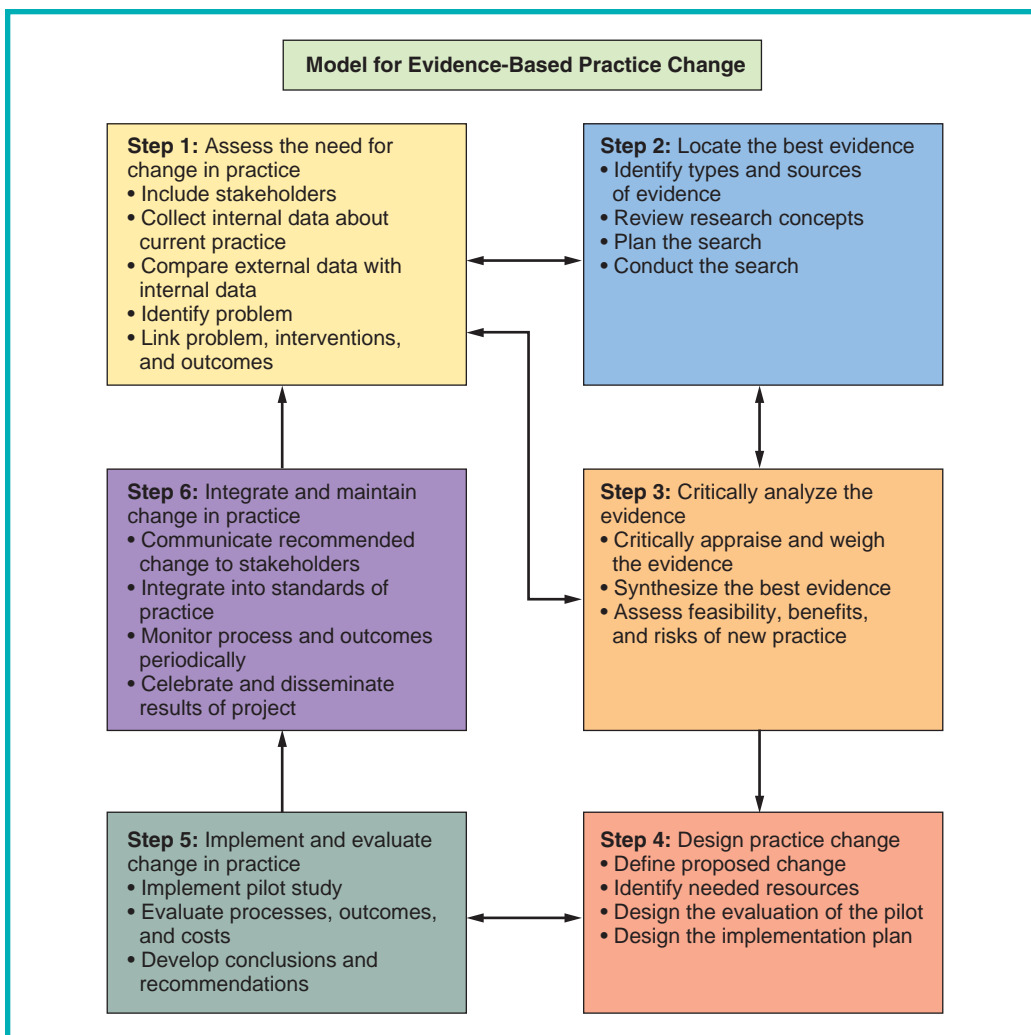 Model for Evidence-Based Practice Change
Step 1: Assess the need for
change in practice
• Include stakeholders
• Collect internal data about
current practice
• Compare external data with
internal data
• Identify problem
• Link problem, interventions,
and outcomes
Step 2: Locate the best evidence
• Identify types and sources
of evidence
• Review research concepts
• Plan the search
• Conduct the search
Step 3: Critically analyze the
evidence
• Critically appraise and weigh
the evidence
• Synthesize the best evidence
• Assess feasibility, benefits,
and risks of new practice
Step 4: Design practice change
• Define proposed change
• Identify needed resources
• Design the evaluation of the pilot
• Design the implementation plan
Step 5: Implement and evaluate
change in practice
• Implement pilot study
• Evaluate processes, outcomes,
and costs
• Develop conclusions and
recommendations
Step 6: Integrate and maintain
change in practice
• Communicate recommended
change to stakeholders
• Integrate into standards of
practice
• Monitor process and outcomes
periodically
• Celebrate and disseminate
results of project